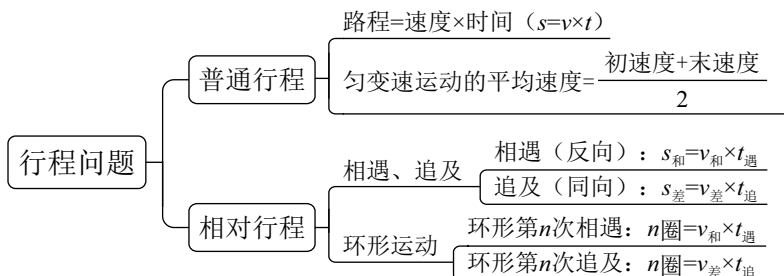 行程问题
普通行程
路程=速度×时间（s=v×t）
匀变速运动的平均速度=初速度+末速度
2
相对行程
相遇、追及
相遇（反向）：s和=v和×t遇
追及（同向）：s差=v差×t追
环形运动
环形第n次相遇：n圈=v和×t遇
环形第n次追及：n圈=v差×t追